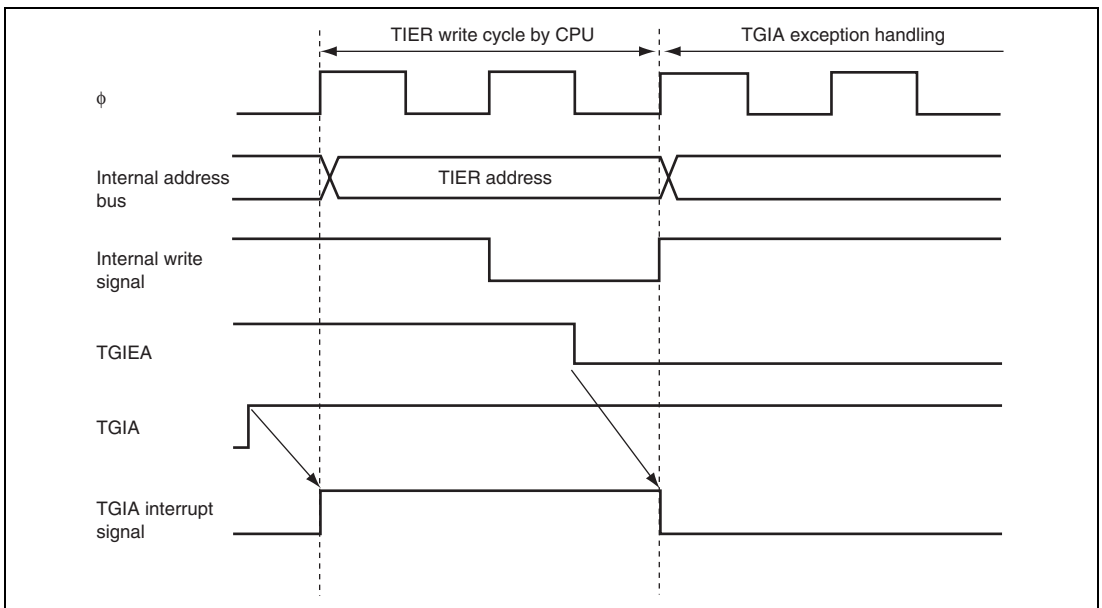 TIER write cycle by CPU
TGIA exception handling
ϕ
Internal address
bus
TIER address
Internal write
signal
TGIEA
TGIA
TGIA interrupt
signal